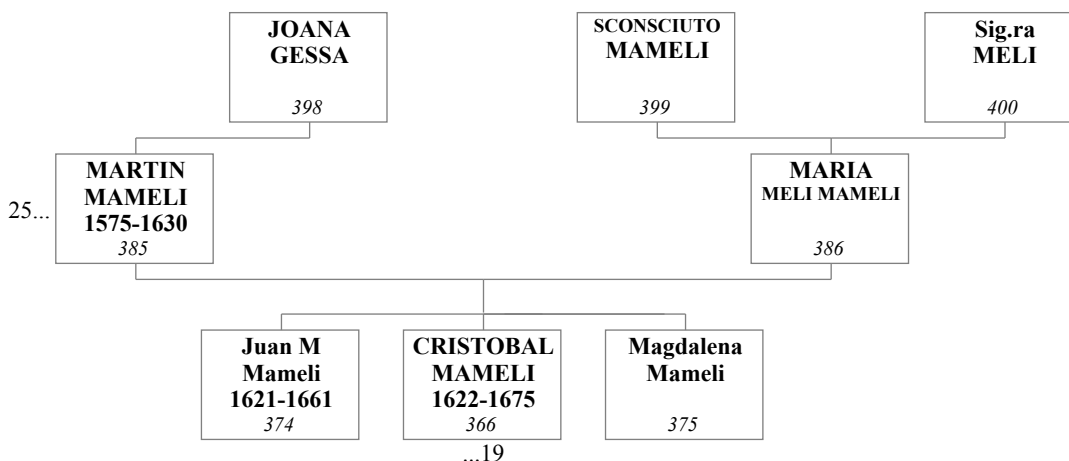 JOANA
GESSA
398
SCONSCIUTO
MAMELI
399
Sig.ra
MELI
400
25...
MARTIN
MAMELI
1575-1630
385
MARIA
MELI MAMELI
386
Juan M
Mameli
1621-1661
374
CRISTOBAL
MAMELI
1622-1675
366
Magdalena
Mameli
375
...19